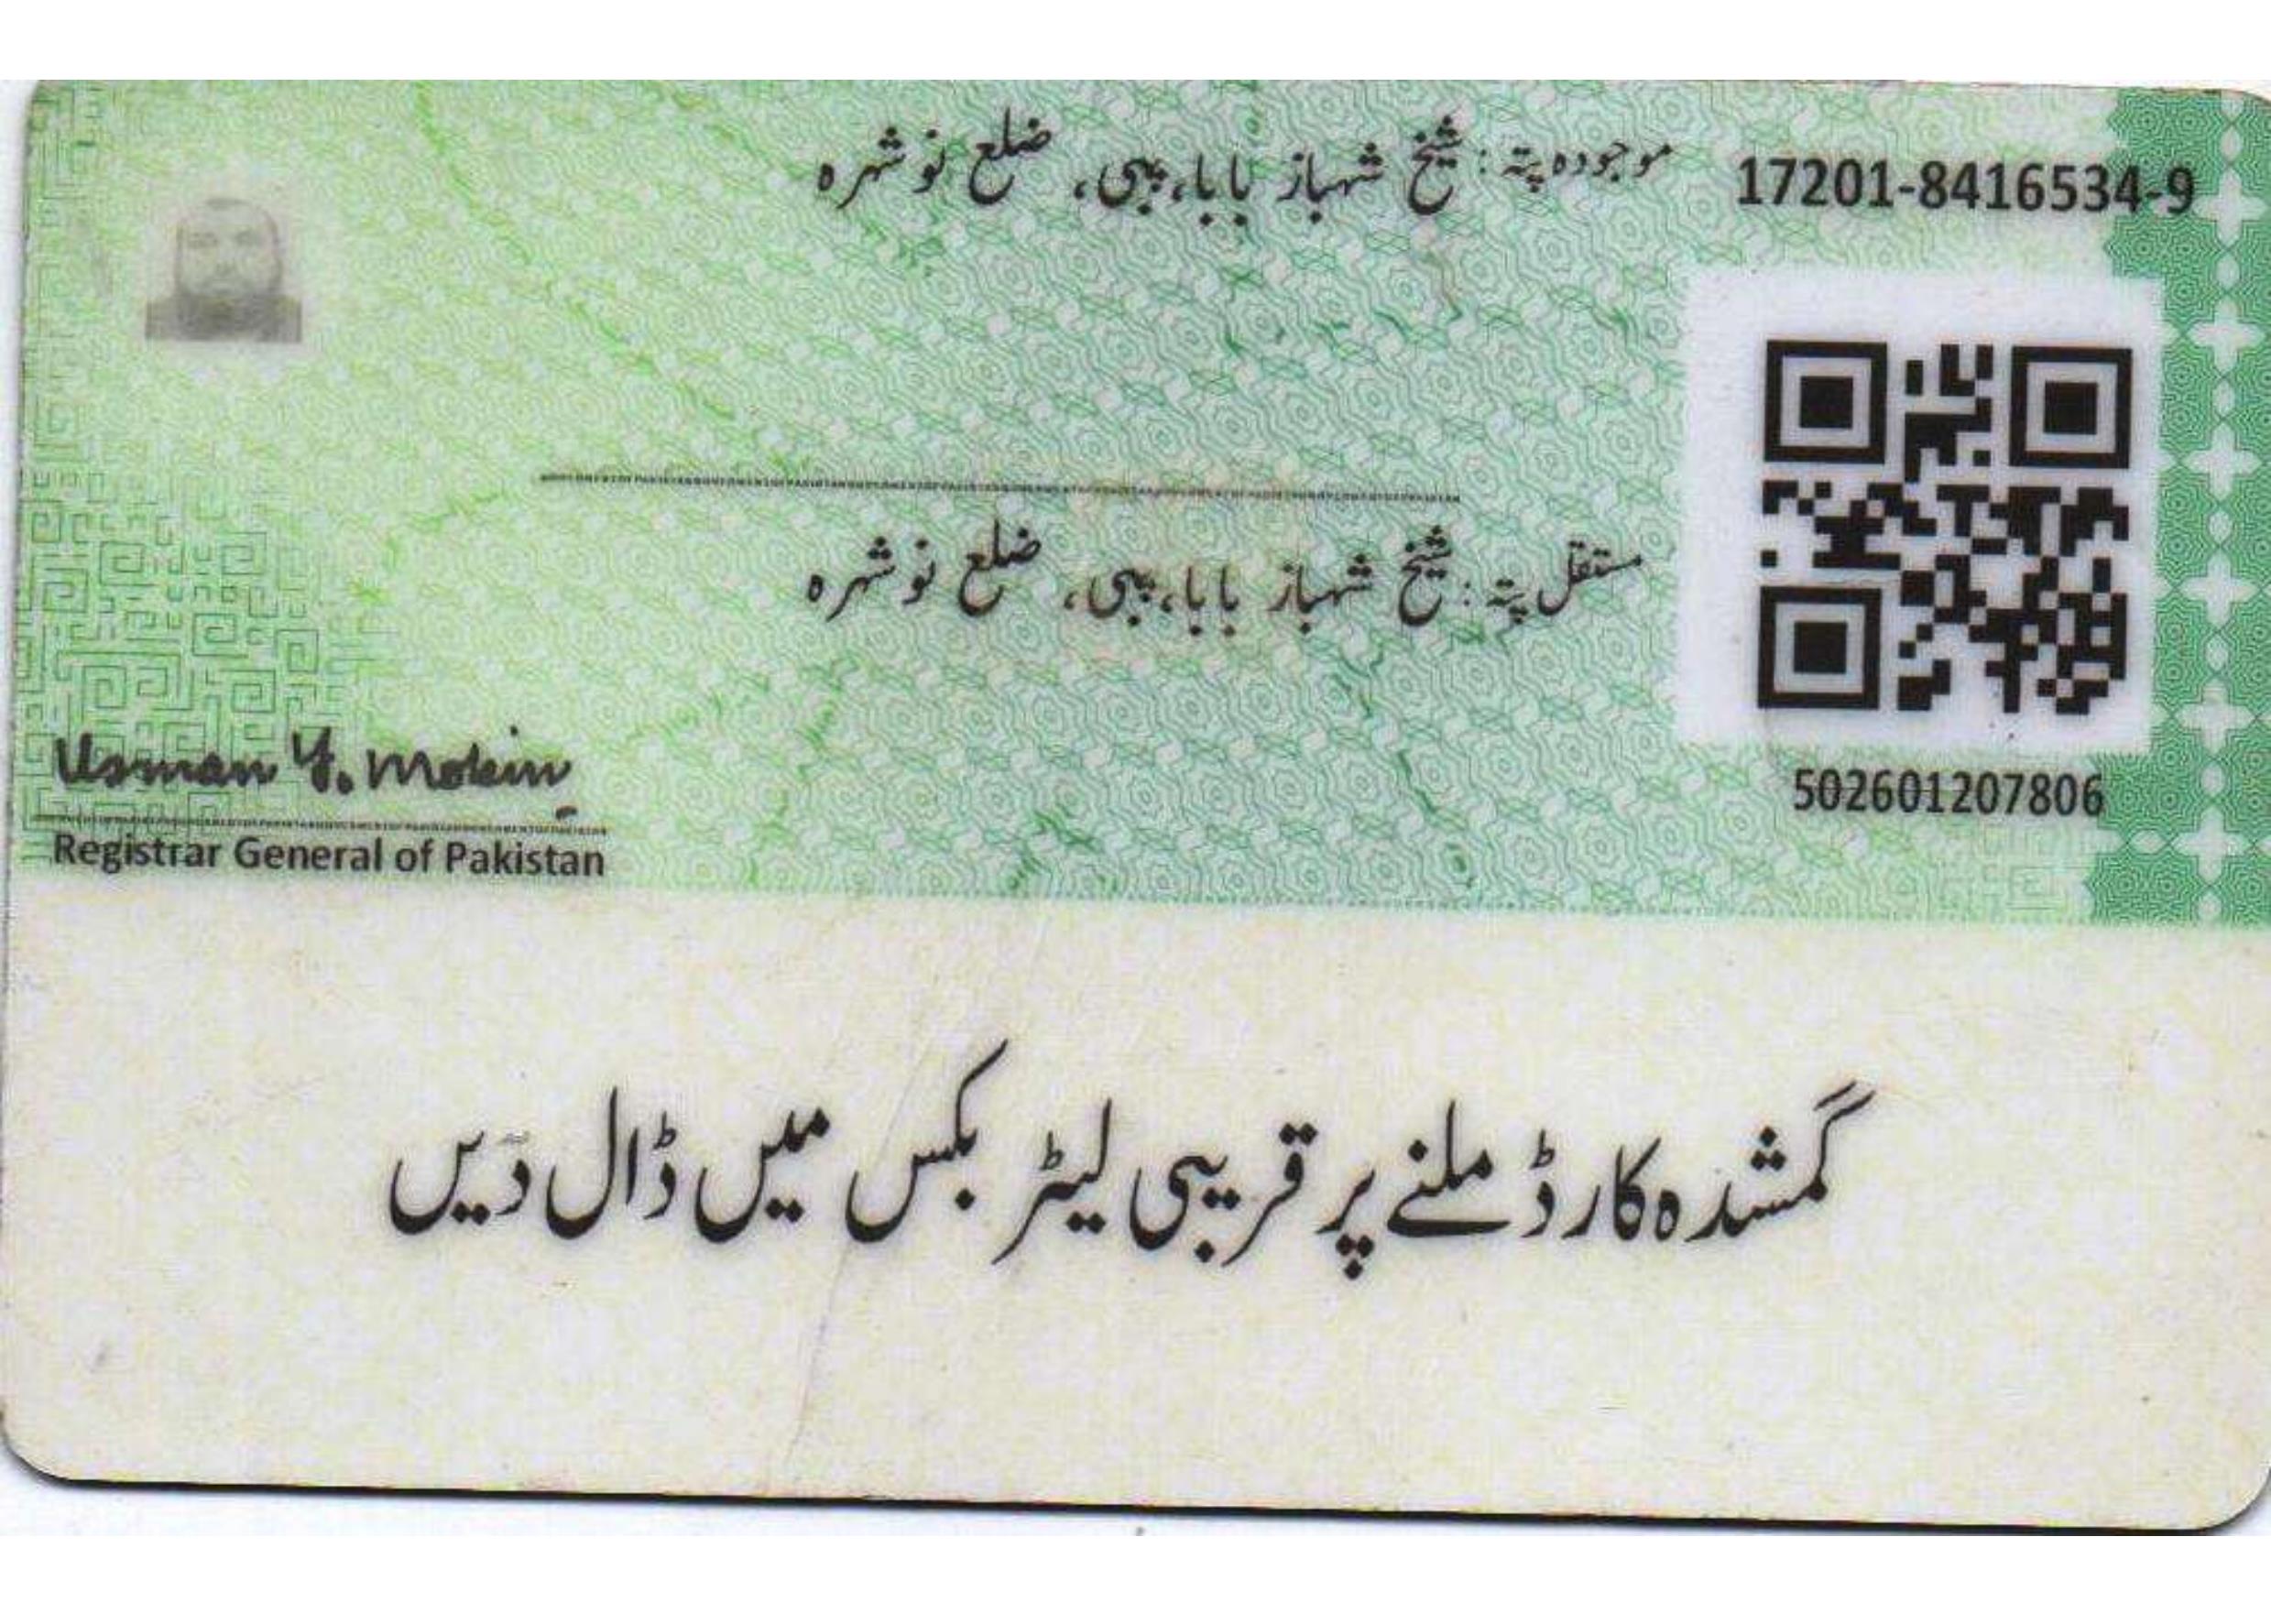 موجودہ پتہ: شیخ شہباز بابا، پبی، ضلع نوشہرہ
17201-8416534-9
مستقل پتہ: شیخ شہباز بابا، پبی، ضلع نوشہرہ
502601207806
Usman Y. Mobin
Registrar General of Pakistan
گمشدہ کارڈ ملنے پر قریبی لیٹر بکس میں ڈال دیں